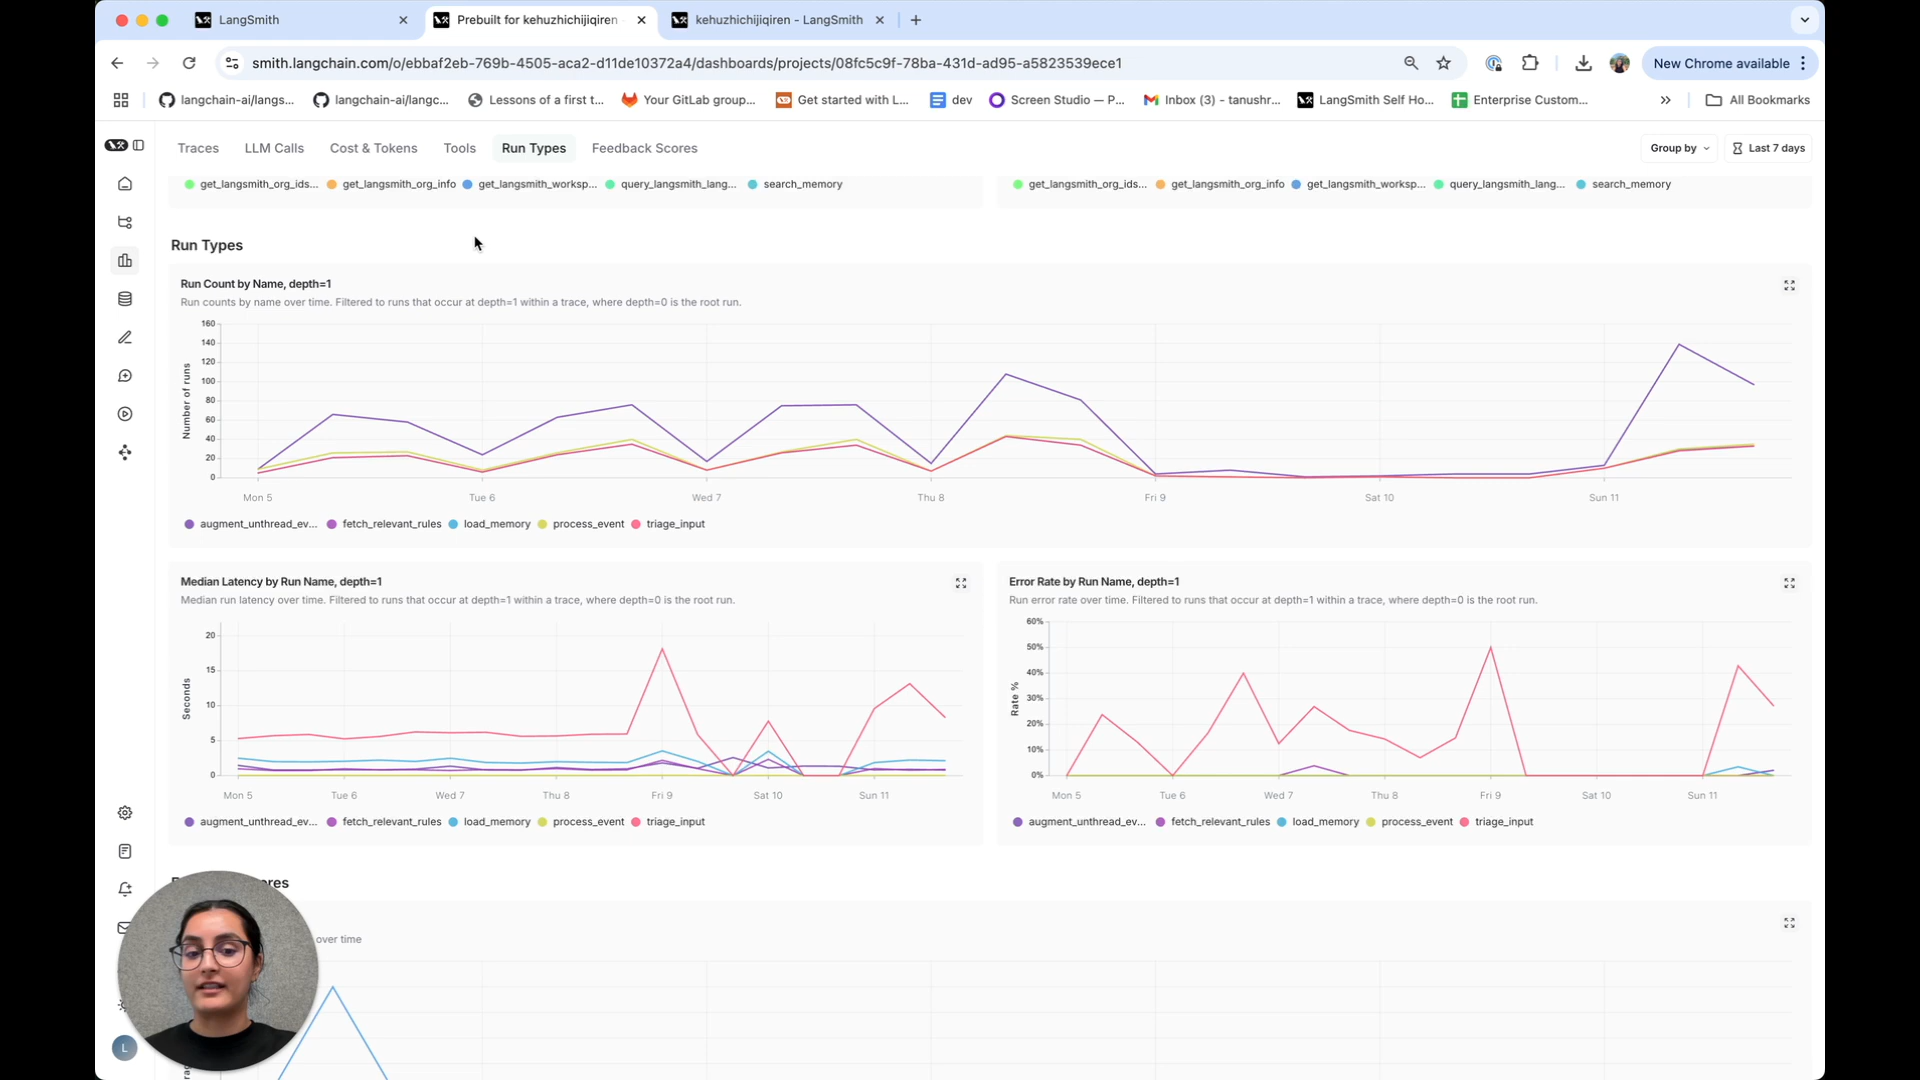 LangSmith
Prebuilt for kehuzhichijiqiren
kehuzhichijiqiren - LangSmith
smith.langchain.com/o/ebbaf2eb-769b-4505-aca2-d11de10372a4/dashboards/projects/08fc5c9f-78ba-431d-ad95-a5823539ece1
New Chrome available
langchain-ai/langs...
langchain-ai/langc...
Lessons of a first t...
Your GitLab group...
Get started with L...
dev
Screen Studio — P...
Inbox (3) - tanushr...
LangSmith Self Ho...
Enterprise Custom...
All Bookmarks
Traces
LLM Calls
Cost & Tokens
Tools
Run Types
Feedback Scores
Group by
Last 7 days
get_langsmith_org_ids... get_langsmith_org_info get_langsmith_worksp... query_langsmith_lang... search_memory
get_langsmith_org_ids... get_langsmith_org_info get_langsmith_worksp... query_langsmith_lang... search_memory
Run Types
Run Count by Name, depth=1
Run counts by name over time. Filtered to runs that occur at depth=1 within a trace, where depth=0 is the root run.
Number of runs
160
140
120
100
80
60
40
20
0
Mon 5 Tue 6 Wed 7 Thu 8 Fri 9 Sat 10 Sun 11
augment_unthread_ev... fetch_relevant_rules load_memory process_event triage_input
Median Latency by Run Name, depth=1
Median run latency over time. Filtered to runs that occur at depth=1 within a trace, where depth=0 is the root run.
Seconds
20
15
10
5
0
Mon 5 Tue 6 Wed 7 Thu 8 Fri 9 Sat 10 Sun 11
augment_unthread_ev... fetch_relevant_rules load_memory process_event triage_input
Error Rate by Run Name, depth=1
Run error rate over time. Filtered to runs that occur at depth=1 within a trace, where depth=0 is the root run.
Rate %
60%
50%
40%
30%
20%
10%
0%
Mon 5 Tue 6 Wed 7 Thu 8 Fri 9 Sat 10 Sun 11
augment_unthread_ev... fetch_relevant_rules load_memory process_event triage_input
over time
L